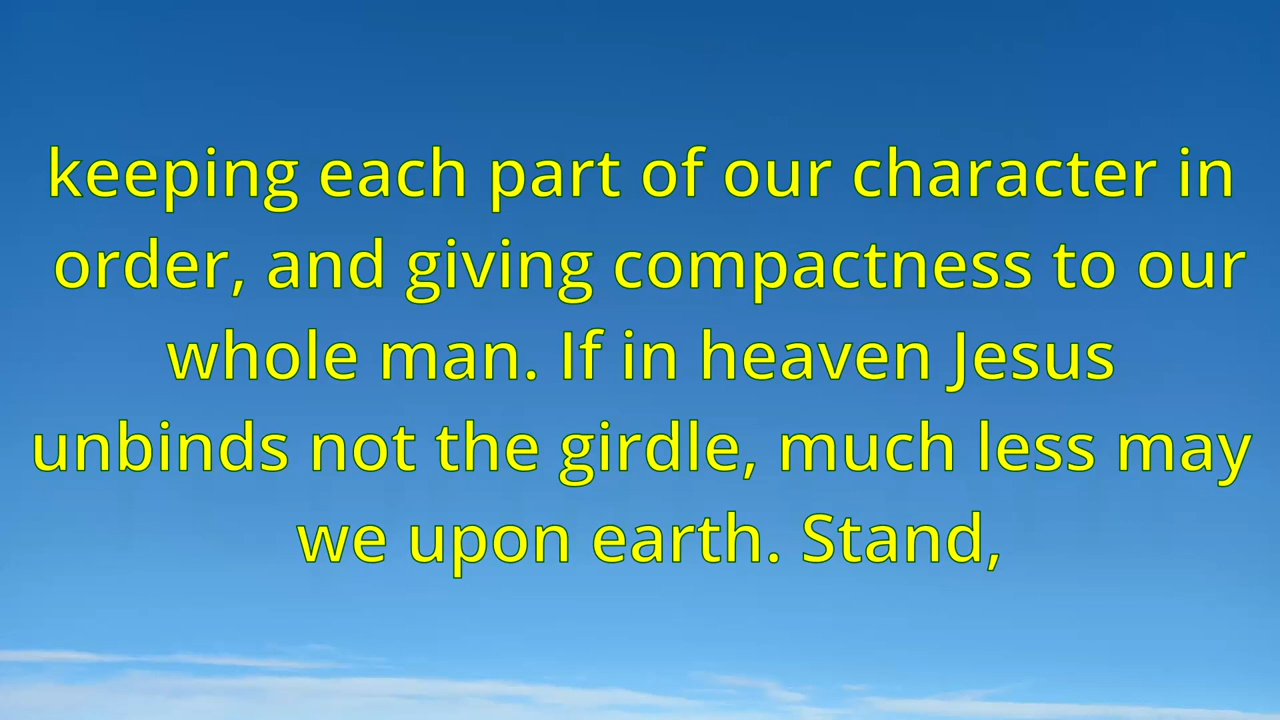 keeping each part of our character in
order, and giving compactness to our
whole man. If in heaven Jesus
unbinds not the girdle, much less may
we upon earth. Stand,